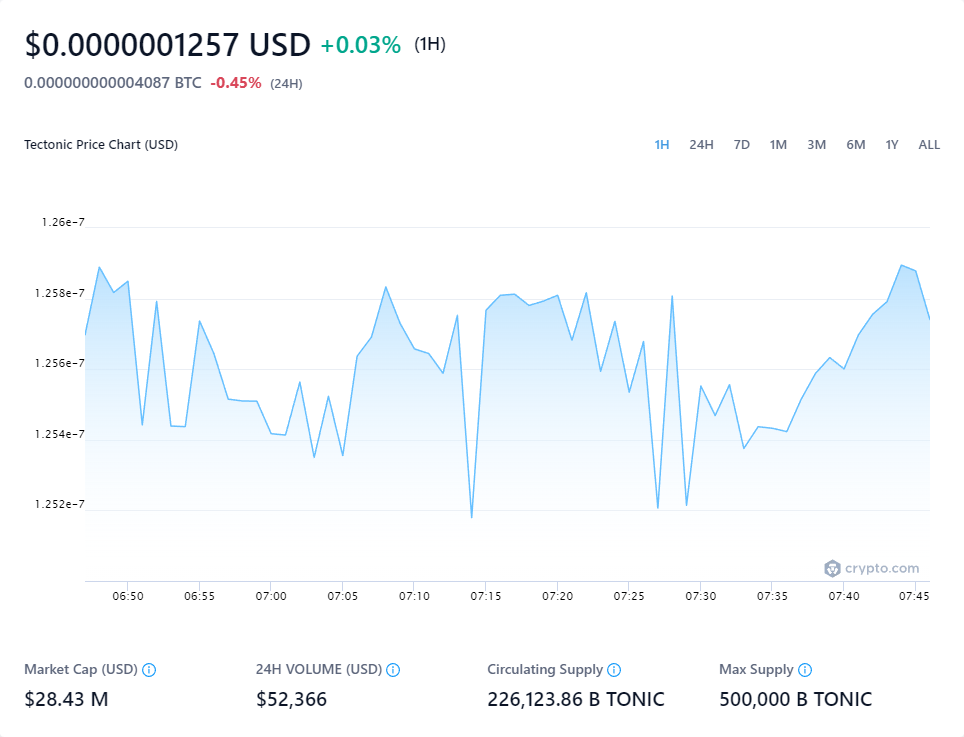 $0.0000001257 USD +0.03% (1H)
0.000000000004087 BTC -0.45% (24H)
Tectonic Price Chart (USD) 1H 24H 7D 1M 3M 6M 1Y ALL
1.26e-7
1.258e-7
1.256e-7
1.254e-7
1.252e-7
crypto.com
06:50 06:55 07:00 07:05 07:10 07:15 07:20 07:25 07:30 07:35 07:40 07:45
Market Cap (USD) 24H VOLUME (USD) Circulating Supply Max Supply
$28.43 M $52,366 226,123.86 B TONIC 500,000 B TONIC